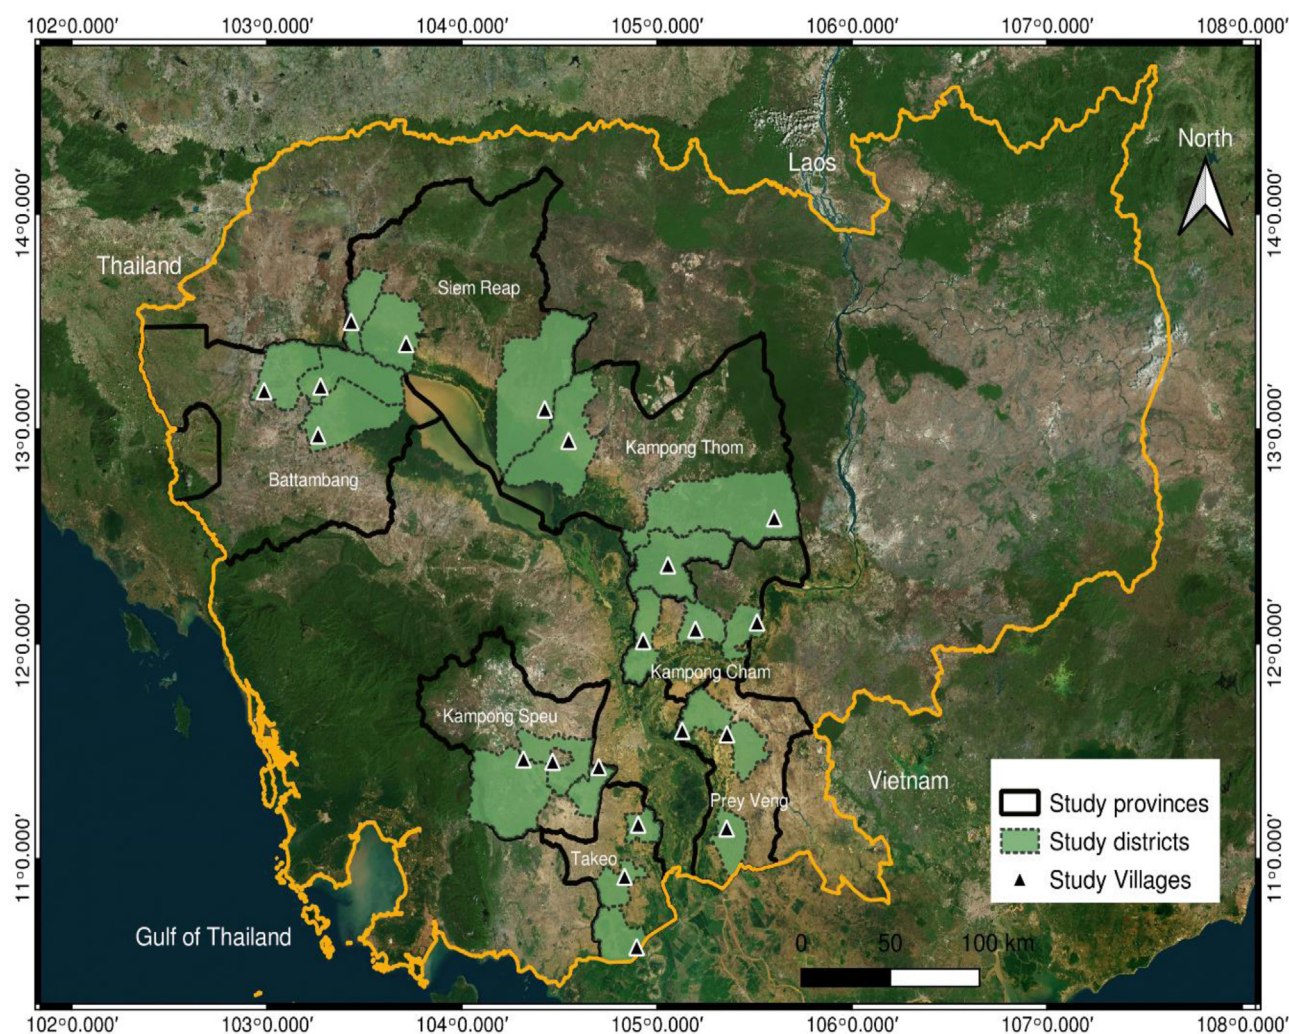 102°0.000′ 103°0.000′ 104°0.000′ 105°0.000′ 106°0.000′ 107°0.000′ 108°0.000′
North
Laos
14°0.000′
14°0.000′
Thailand
Siem Reap
13°0.000′
13°0.000′
Kampong Thom
Battambang
12°0.000′
12°0.000′
Kampong Cham
Kampong Speu
Vietnam
Prey Veng
Study provinces
Study districts
Study Villages
11°0.000′
11°0.000′
Takeo
Gulf of Thailand
0 50 100 km
102°0.000′ 103°0.000′ 104°0.000′ 105°0.000′ 106°0.000′ 107°0.000′ 108°0.000′